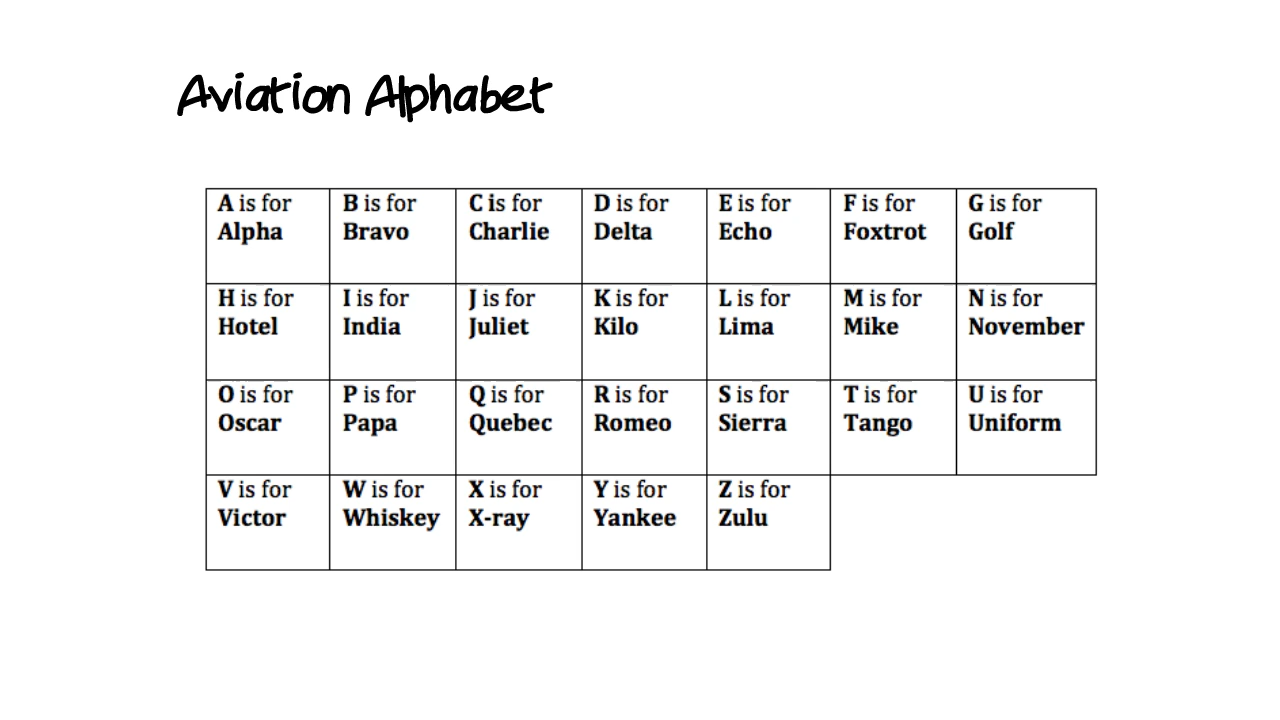 Aviation Alphabet
A is for
Alpha
B is for
Bravo
C is for
Charlie
D is for
Delta
E is for
Echo
F is for
Foxtrot
G is for
Golf
H is for
Hotel
I is for
India
J is for
Juliet
K is for
Kilo
L is for
Lima
M is for
Mike
N is for
November
O is for
Oscar
P is for
Papa
Q is for
Quebec
R is for
Romeo
S is for
Sierra
T is for
Tango
U is for
Uniform
V is for
Victor
W is for
Whiskey
X is for
X-ray
Y is for
Yankee
Z is for
Zulu